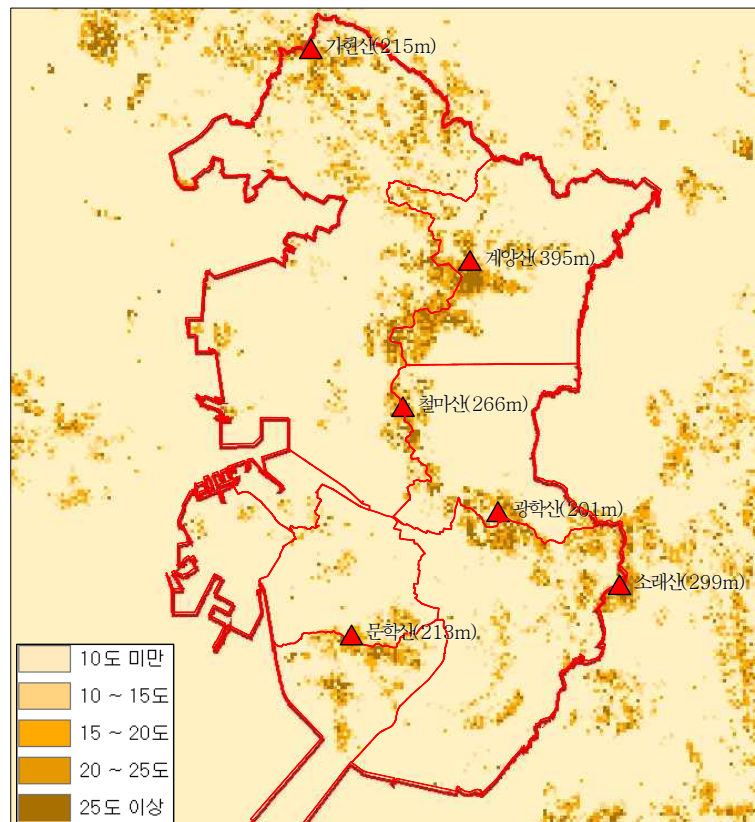 가현산(215m)
계양산(395m)
철마산(266m)
광학산(201m)
소래산(299m)
문학산(213m)
10도 미만
10 ~ 15도
15 ~ 20도
20 ~ 25도
25도 이상